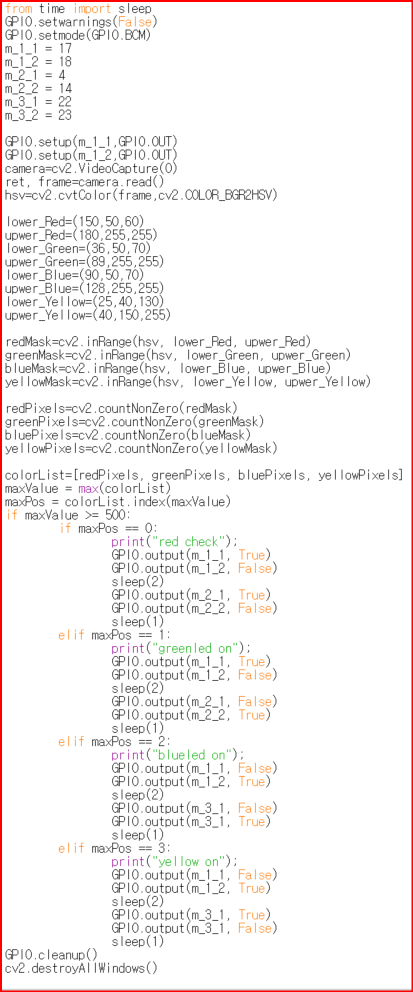 from time import sleep
GPIO.setwarnings(False)
GPIO.setmode(GPIO.BCM)
m_1_1 = 17
m_1_2 = 18
m_2_1 = 4
m_2_2 = 14
m_3_1 = 22
m_3_2 = 23

GPIO.setup(m_1_1,GPIO.OUT)
GPIO.setup(m_1_2,GPIO.OUT)
camera=cv2.VideoCapture(0)
ret, frame=camera.read()
hsv=cv2.cvtColor(frame,cv2.COLOR_BGR2HSV)

lower_Red=(150,50,60)
upwer_Red=(180,255,255)
lower_Green=(36,50,70)
upwer_Green=(89,255,255)
lower_Blue=(90,50,70)
upwer_Blue=(128,255,255)
lower_Yellow=(25,40,130)
upwer_Yellow=(40,150,255)

redMask=cv2.inRange(hsv, lower_Red, upwer_Red)
greenMask=cv2.inRange(hsv, lower_Green, upwer_Green)
blueMask=cv2.inRange(hsv, lower_Blue, upwer_Blue)
yellowMask=cv2.inRange(hsv, lower_Yellow, upwer_Yellow)

redPixels=cv2.countNonZero(redMask)
greenPixels=cv2.countNonZero(greenMask)
bluePixels=cv2.countNonZero(blueMask)
yellowPixels=cv2.countNonZero(yellowMask)

colorList=[redPixels, greenPixels, bluePixels, yellowPixels]
maxValue = max(colorList)
maxPos = colorList.index(maxValue)
if maxValue >= 500:
        if maxPos == 0:
                print("red check");
                GPIO.output(m_1_1, True)
                GPIO.output(m_1_2, False)
                sleep(2)
                GPIO.output(m_2_1, True)
                GPIO.output(m_2_2, False)
                sleep(1)
        elif maxPos == 1:
                print("greenled on");
                GPIO.output(m_1_1, True)
                GPIO.output(m_1_2, False)
                sleep(2)
                GPIO.output(m_2_1, False)
                GPIO.output(m_2_2, True)
                sleep(1)
        elif maxPos == 2:
                print("blueled on");
                GPIO.output(m_1_1, False)
                GPIO.output(m_1_2, True)
                sleep(2)
                GPIO.output(m_3_1, False)
                GPIO.output(m_3_1, True)
                sleep(1)
        elif maxPos == 3:
                print("yellow on");
                GPIO.output(m_1_1, False)
                GPIO.output(m_1_2, True)
                sleep(2)
                GPIO.output(m_3_1, True)
                GPIO.output(m_3_1, False)
                sleep(1)
GPIO.cleanup()
cv2.destroyAllWindows()